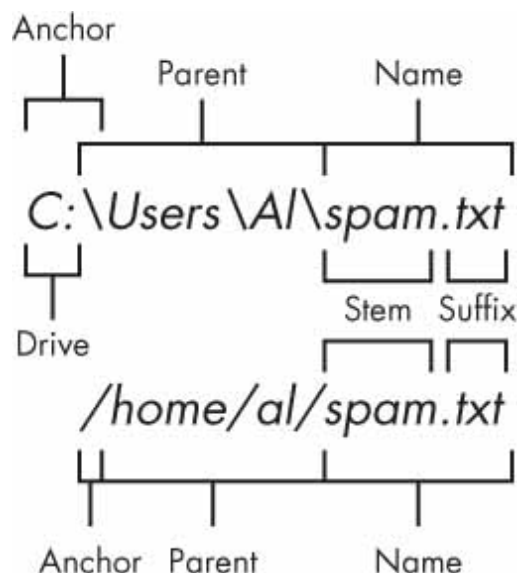 Anchor
Parent Name
C:\Users\Al\spam.txt
Stem Suffix
Drive
/home/al/spam.txt
Anchor Parent Name